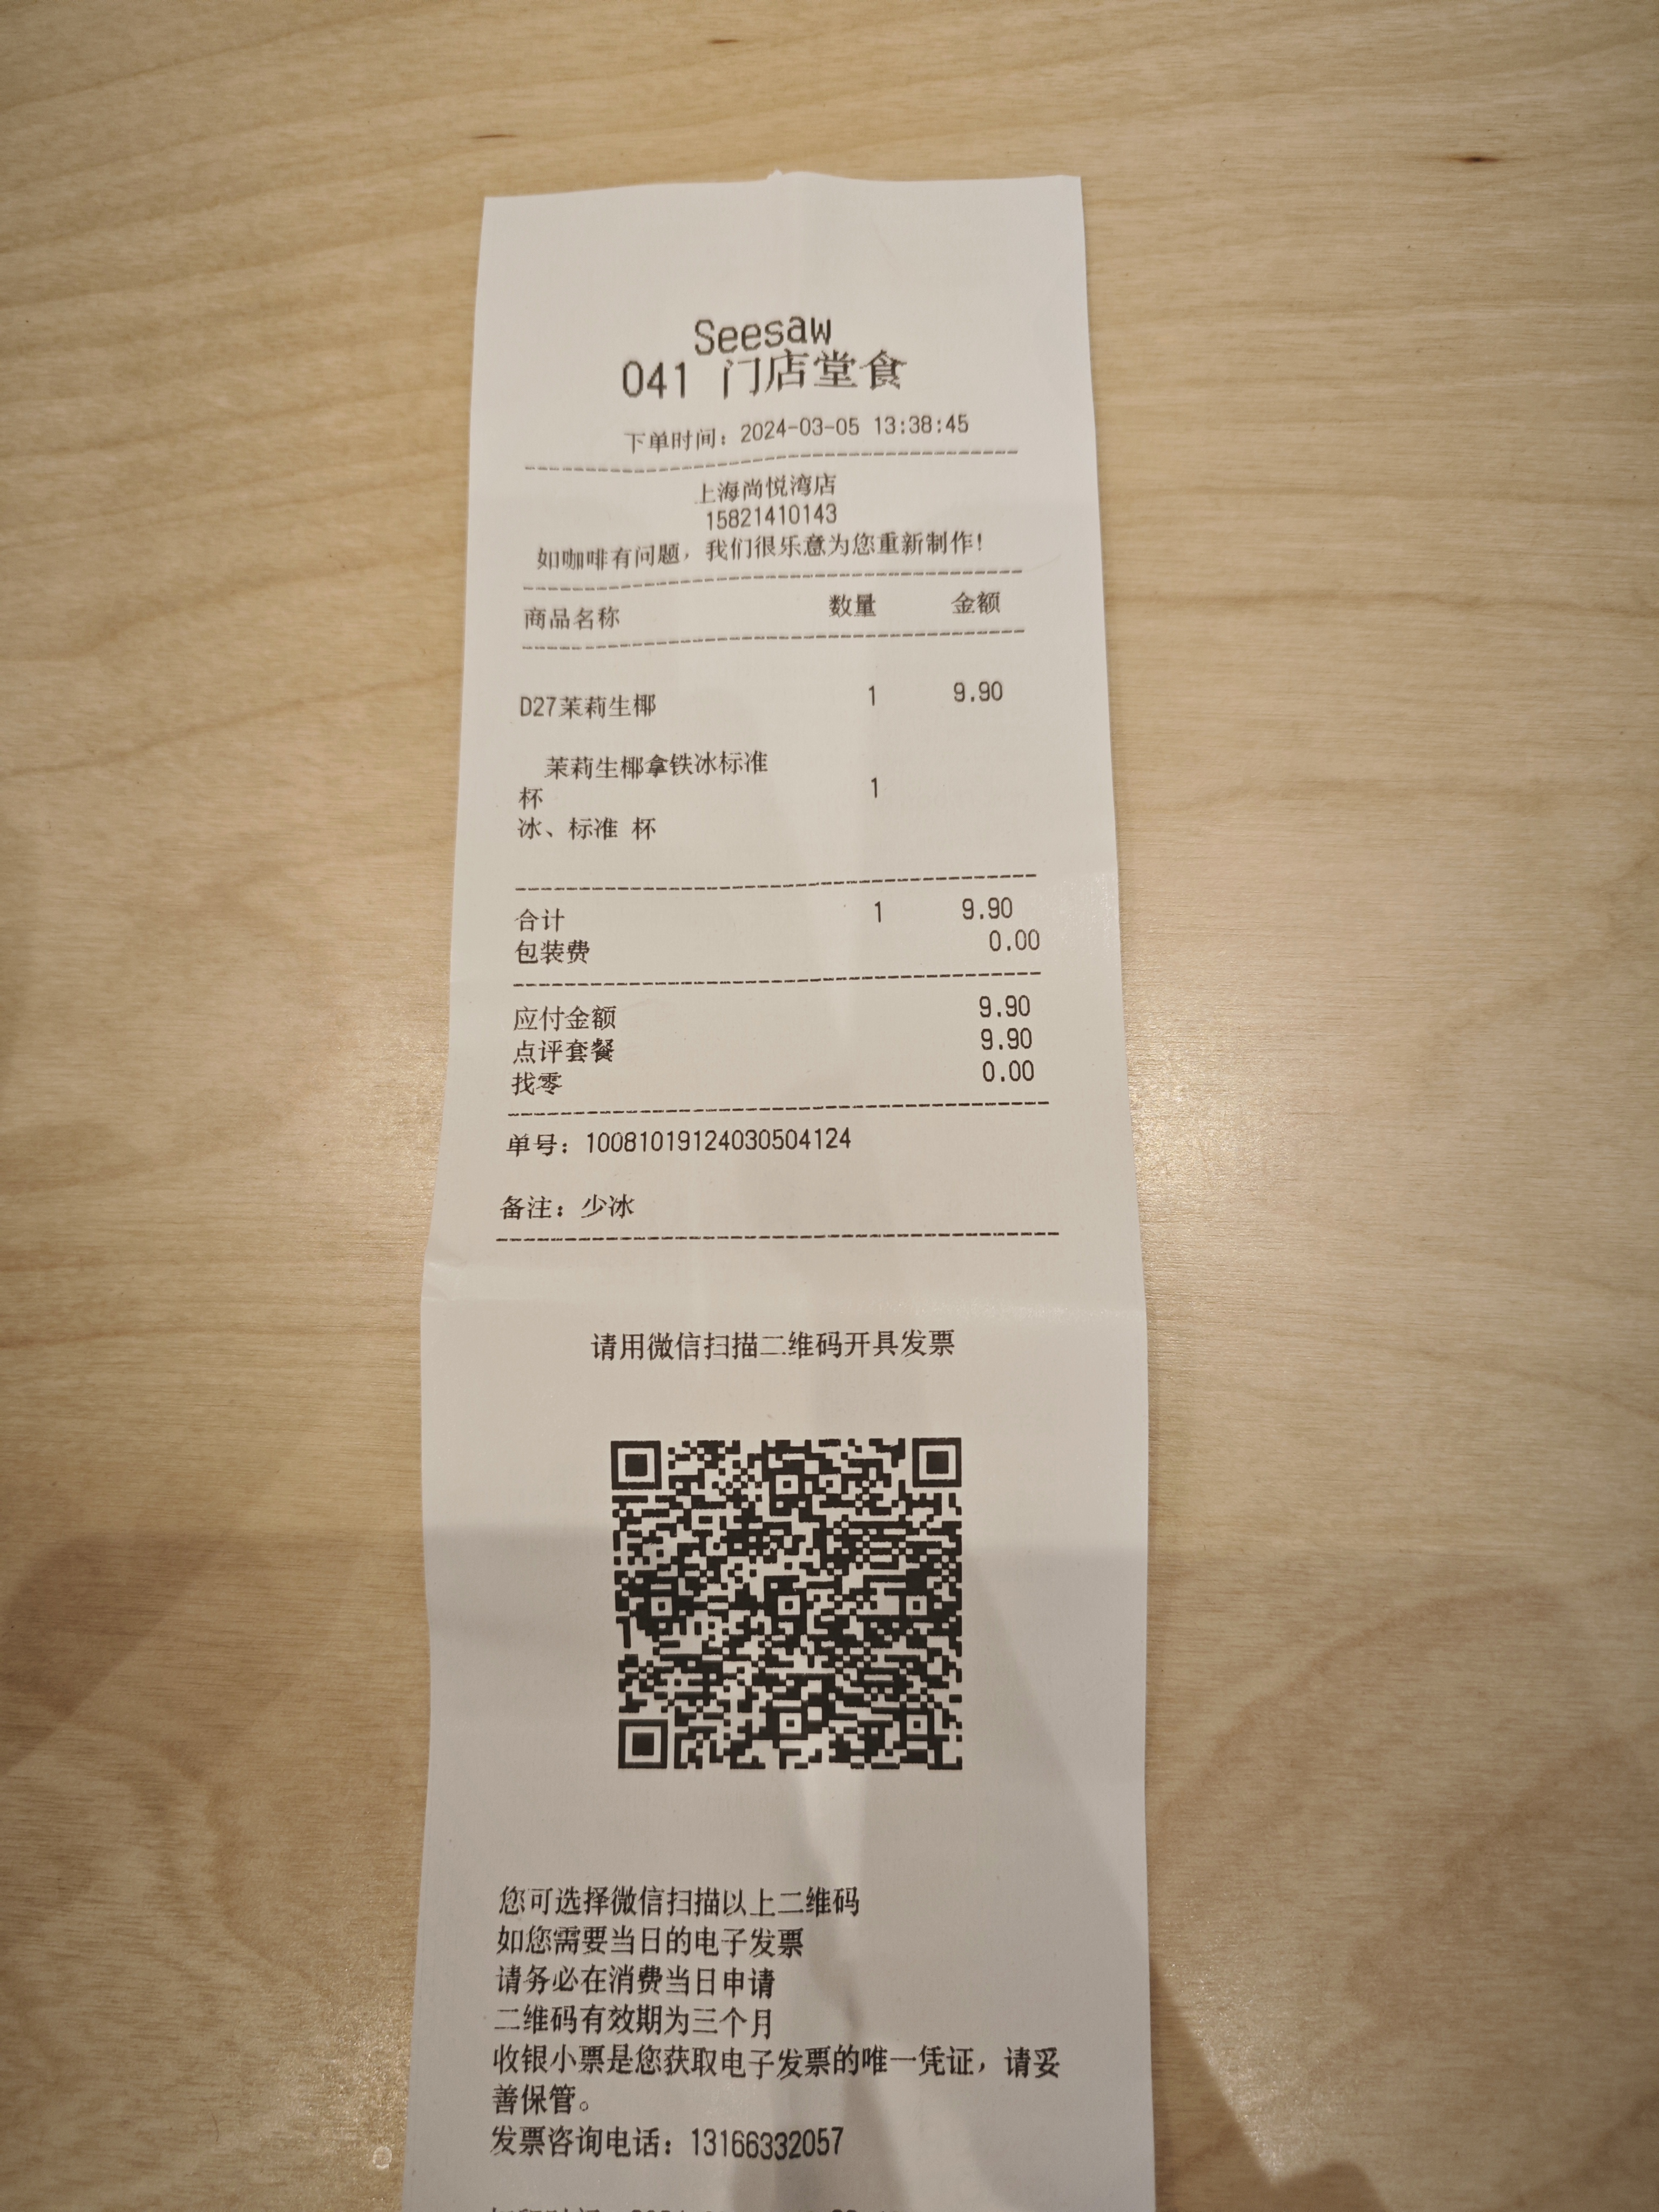 Seesaw
041 门店堂食
下单时间：2024-03-05 13:38:45
上海尚悦湾店
15821410143
如咖啡有问题，我们很乐意为您重新制作！
商品名称 数量 金额
D27茉莉生椰 1 9.90
茉莉生椰拿铁冰标准
杯 1
冰、标准 杯
合计 1 9.90
包装费 0.00
应付金额 9.90
点评套餐 9.90
找零 0.00
单号：10081019124030504124
备注：少冰
请用微信扫描二维码开具发票
您可选择微信扫描以上二维码
如您需要当日的电子发票
请务必在消费当日申请
二维码有效期为三个月
收银小票是您获取电子发票的唯一凭证，请妥
善保管。
发票咨询电话：13166332057